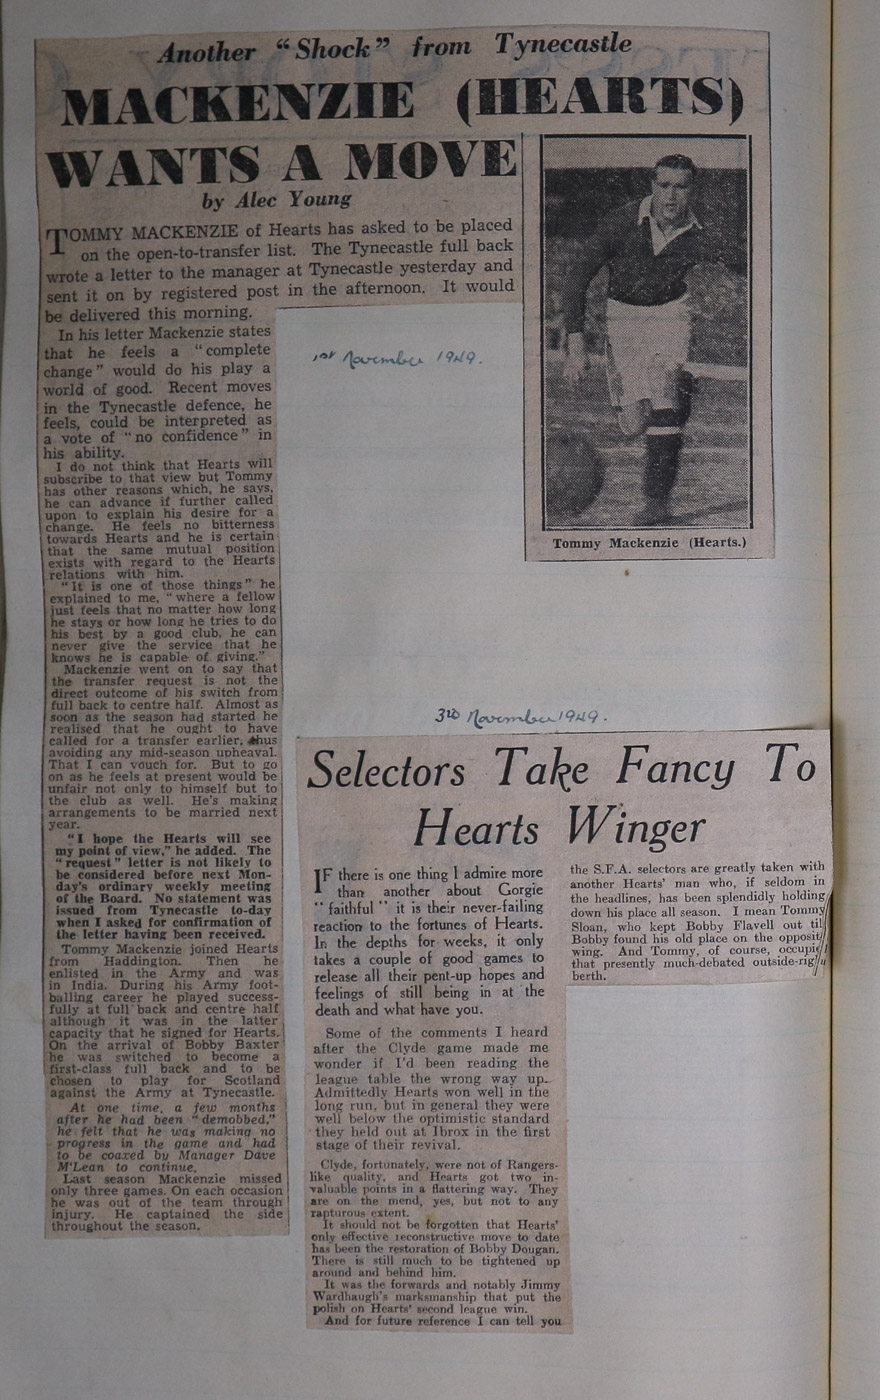 Another "Shock" from Tynecastle
MACKENZIE (HEARTS)
WANTS A MOVE
by Alec Young
TOMMY MACKENZIE of Hearts has asked to be placed
on the open-to-transfer list. The Tynecastle full back
wrote a letter to the manager at Tynecastle yesterday and
sent it on by registered post in the afternoon. It would
be delivered this morning.
In his letter Mackenzie states
that he feels a "complete
change" would do his play a
world of good. Recent moves
in the Tynecastle defence, he
feels, could be interpreted as
a vote of "no confidence" in
his ability.
I do not think that Hearts will
subscribe to that view but Tommy
has other reasons which, he says,
he can advance if further called
upon to explain his desire for a
change. He feels no bitterness
towards Hearts and he is certain
that the same mutual position
exists with regard to the Hearts
relations with him.
"It is one of those things" he
explained to me, "where a fellow
just feels that no matter how long
he stays or how long he tries to do
his best by a good club, he can
never give the service that he
knows he is capable of giving."
Mackenzie went on to say that
the transfer request is not the
direct outcome of his switch from
full back to centre half. Almost as
soon as the season had started he
realised that he ought to have
called for a transfer earlier, thus
avoiding any mid-season upheaval.
That I can vouch for. But to go
on as he feels at present would be
unfair not only to himself but to
the club as well. He's making
arrangements to be married next
year.
"I hope the Hearts will see
my point of view," he added. The
"request" letter is not likely to
be considered before next Mon-
day's ordinary weekly meeting
of the Board. No statement was
issued from Tynecastle to-day
when I asked for confirmation of
the letter having been received.
Tommy Mackenzie joined Hearts
from Haddington. Then he
enlisted in the Army and was
in India. During his Army foot-
balling career he played success-
fully at full back and centre half
although it was in the latter
capacity that he signed for Hearts.
On the arrival of Bobby Baxter
he was switched to become a
first-class full back and to be
chosen to play for Scotland
against the Army at Tynecastle.
At one time, a few months
after he had been "demobbed,"
he felt that he was making no
progress in the game and had
to be coaxed by Manager Dave
M'Lean to continue.
Last season Mackenzie missed
only three games. On each occasion
he was out of the team through
injury. He captained the side
throughout the season.
Tommy Mackenzie (Hearts.)
1st November 1949.
3rd November 1949.
Selectors Take Fancy To
Hearts Winger
IF there is one thing I admire more
than another about Gorgie
"faithful" it is their never-failing
reaction to the fortunes of Hearts.
In the depths for weeks, it only
takes a couple of good games to
release all their pent-up hopes and
feelings of still being in at the
death and what have you.
Some of the comments I heard
after the Clyde game made me
wonder if I'd been reading the
league table the wrong way up.
Admittedly Hearts won well in the
long run, but in general they were
well below the optimistic standard
they held out at Ibrox in the first
stage of their revival.
Clyde, fortunately, were not of Rangers-
like quality, and Hearts got two in-
valuable points in a flattering way. They
are on the mend, yes, but not to any
rapturous extent.
It should not be forgotten that Hearts'
only effective reconstructive move to date
has been the restoration of Bobby Dougan.
There is still much to be tightened up
around and behind him.
It was the forwards and notably Jimmy
Wardhaugh's marksmanship that put the
polish on Hearts' second league win.
And for future reference I can tell you
the S.F.A. selectors are greatly taken with
another Hearts' man who, if seldom in
the headlines, has been splendidly holding
down his place all season. I mean Tommy
Sloan, who kept Bobby Flavell out til
Bobby found his old place on the opposit
wing. And Tommy, of course, occupi
that presently much-debated outside-rig
berth.